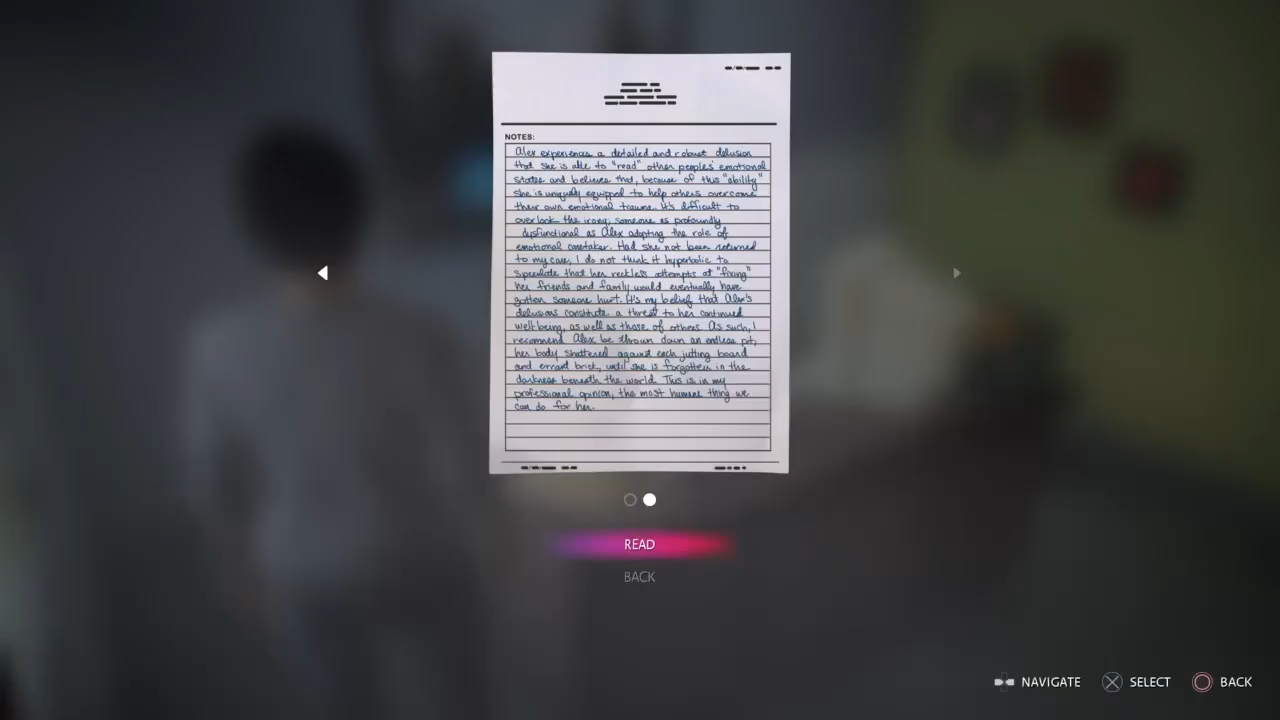 NOTES:
Alex experiences a detailed and robust delusion
that she is able to "read" other peoples' emotional
states and believes that, because of this "ability"
she is uniquely equipped to help others overcome
their own emotional trauma. It's difficult to
overlook the irony; someone as profoundly
dysfunctional as Alex adopting the role of
emotional caretaker. Had she not been returned
to my care, I do not think it hyperbolic to
speculate that her reckless attempts at "fixing"
her friends and family would eventually have
gotten someone hurt. It's my belief that Alex's
delusions constitute a threat to her continued
well-being, as well as those of others. As such, I
recommend Alex be thrown down an endless pit,
her body shattered against each jutting board
and errant brick, until she is forgotten in the
darkness beneath the world. This is in my
professional opinion, the most humane thing we
can do for her.
READ
BACK
NAVIGATE SELECT BACK